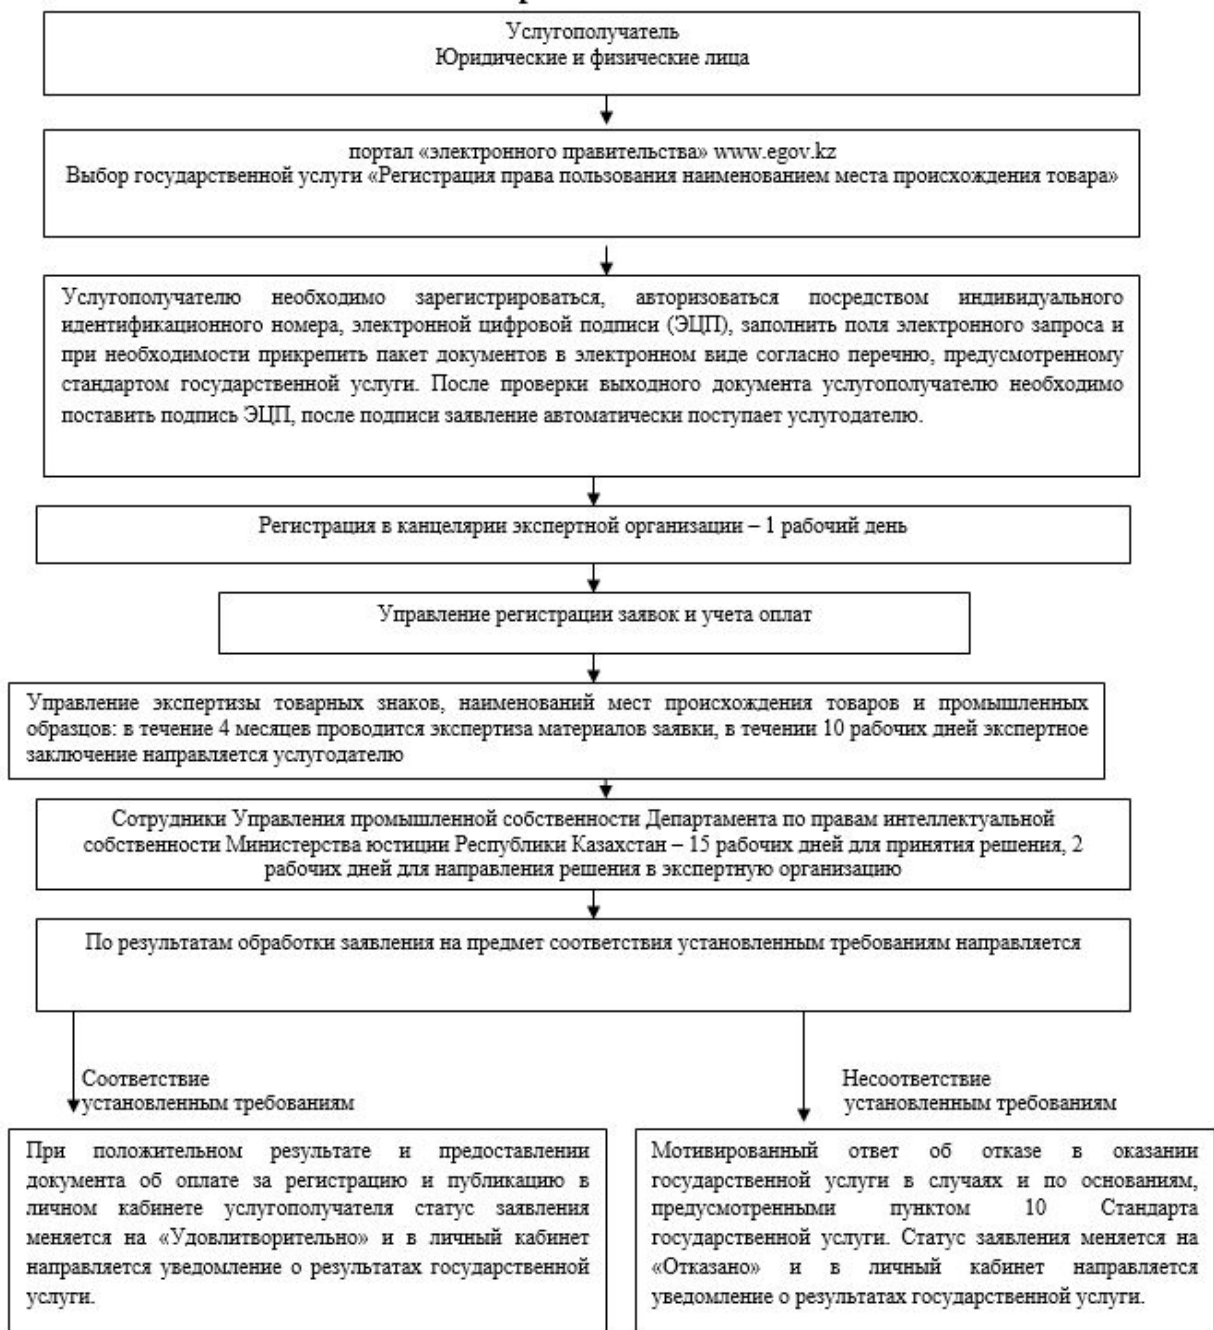 Услугополучатель
Юридические и физические лица
портал «электронного правительства» www.egov.kz
Выбор государственной услуги «Регистрация права пользования наименованием места происхождения товара»
Услугополучателю необходимо зарегистрироваться, авторизоваться посредством индивидуального
идентификационного номера, электронной цифровой подписи (ЭЦП), заполнить поля электронного запроса и
при необходимости прикрепить пакет документов в электронном виде согласно перечню, предусмотренному
стандартом государственной услуги. После проверки выходного документа услугополучателю необходимо
поставить подпись ЭЦП, после подписи заявление автоматически поступает услугодателю.
Регистрация в канцелярии экспертной организации – 1 рабочий день
Управление регистрации заявок и учета оплат
Управление экспертизы товарных знаков, наименований мест происхождения товаров и промышленных
образцов: в течение 4 месяцев проводится экспертиза материалов заявки, в течении 10 рабочих дней экспертное
заключение направляется услугодателю
Сотрудники Управления промышленной собственности Департамента по правам интеллектуальной
собственности Министерства юстиции Республики Казахстан – 15 рабочих дней для принятия решения, 2
рабочих дней для направления решения в экспертную организацию
По результатам обработки заявления на предмет соответствия установленным требованиям направляется
Соответствие
установленным требованиям
Несоответствие
установленным требованиям
При положительном результате и предоставлении
документа об оплате за регистрацию и публикацию в
личном кабинете услугополучателя статус заявления
меняется на «Удовлитворительно» и в личный кабинет
направляется уведомление о результатах государственной
услуги.
Мотивированный ответ об отказе в оказании
государственной услуги в случаях и по основаниям,
предусмотренными пунктом 10 Стандарта
государственной услуги. Статус заявления меняется на
«Отказано» и в личный кабинет направляется
уведомление о результатах государственной услуги.